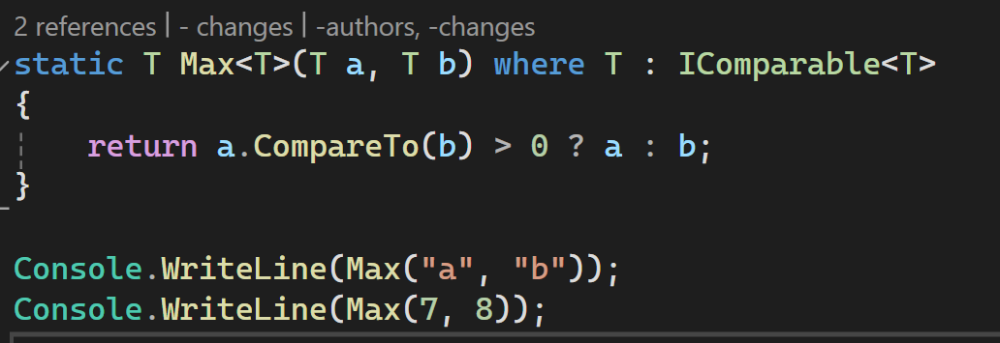 2 references | - changes | -authors, -changes
static T Max<T>(T a, T b) where T : IComparable<T>
{
    return a.CompareTo(b) > 0 ? a : b;
}
Console.WriteLine(Max("a", "b"));
Console.WriteLine(Max(7, 8));